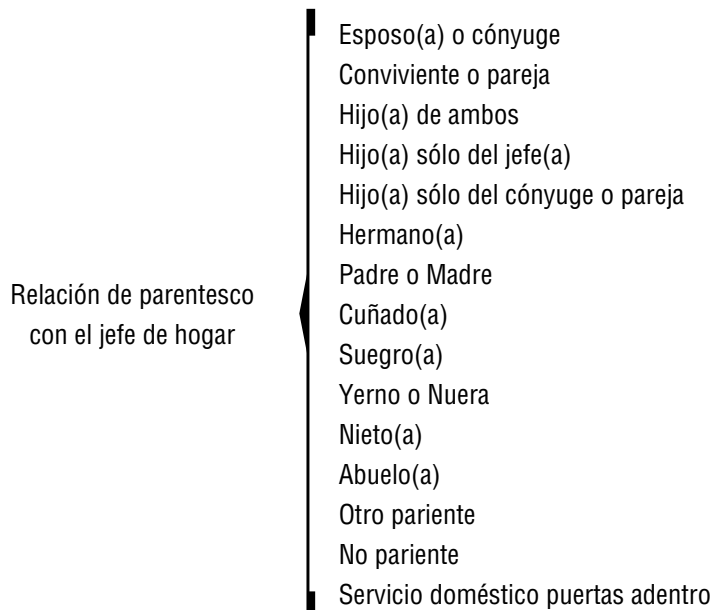 Relación de parentesco
con el jefe de hogar
Esposo(a) o cónyuge
Conviviente o pareja
Hijo(a) de ambos
Hijo(a) sólo del jefe(a)
Hijo(a) sólo del cónyuge o pareja
Hermano(a)
Padre o Madre
Cuñado(a)
Suegro(a)
Yerno o Nuera
Nieto(a)
Abuelo(a)
Otro pariente
No pariente
Servicio doméstico puertas adentro